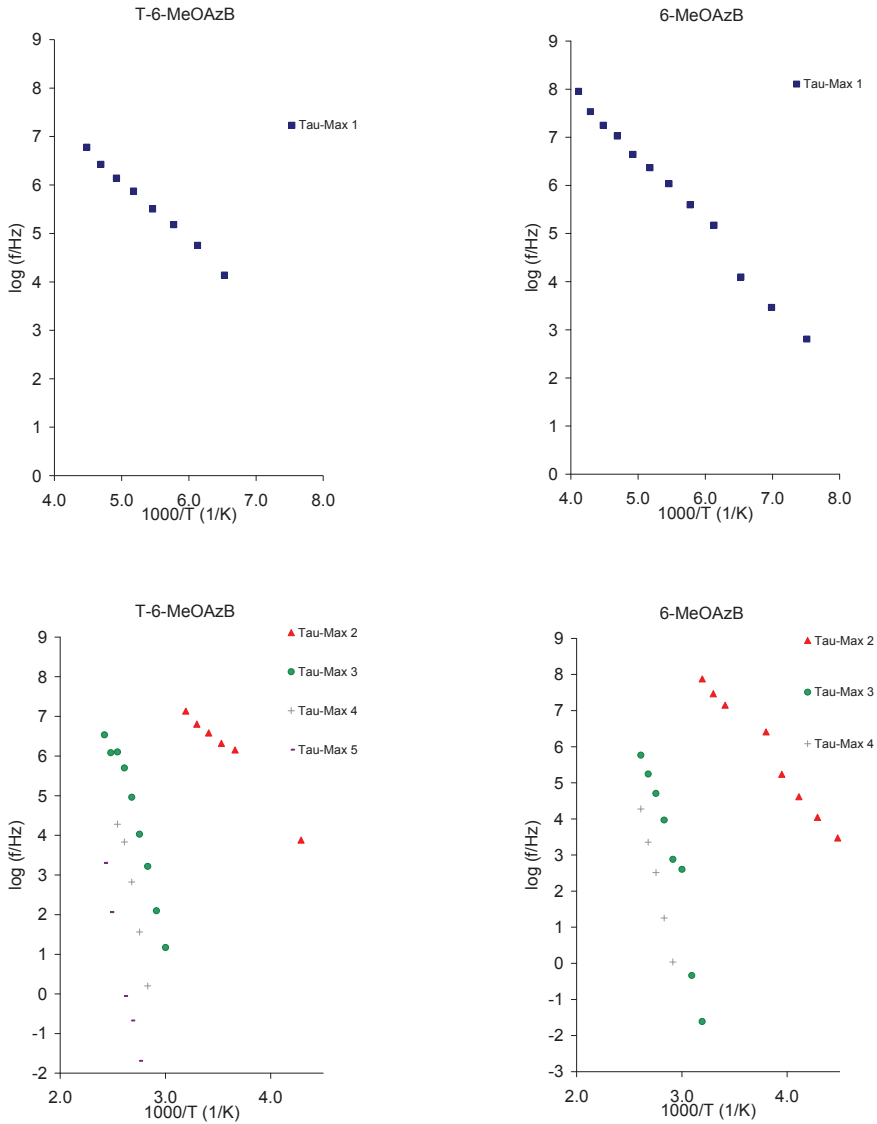 T-6-MeOAzB
9
8
7
6
5
4
3
2
1
0
log (f/Hz)
4.0 5.0 6.0 7.0 8.0
1000/T (1/K)
Tau-Max 1
6-MeOAzB
9
8
7
6
5
4
3
2
1
0
log (f/Hz)
4.0 5.0 6.0 7.0 8.0
1000/T (1/K)
Tau-Max 1
T-6-MeOAzB
9
8
7
6
5
4
3
2
1
0
-1
-2
log (f/Hz)
2.0 3.0 4.0
1000/T (1/K)
Tau-Max 2
Tau-Max 3
Tau-Max 4
Tau-Max 5
6-MeOAzB
9
8
7
6
5
4
3
2
1
0
-1
-2
-3
log (f/Hz)
2.0 3.0 4.0
1000/T (1/K)
Tau-Max 2
Tau-Max 3
Tau-Max 4